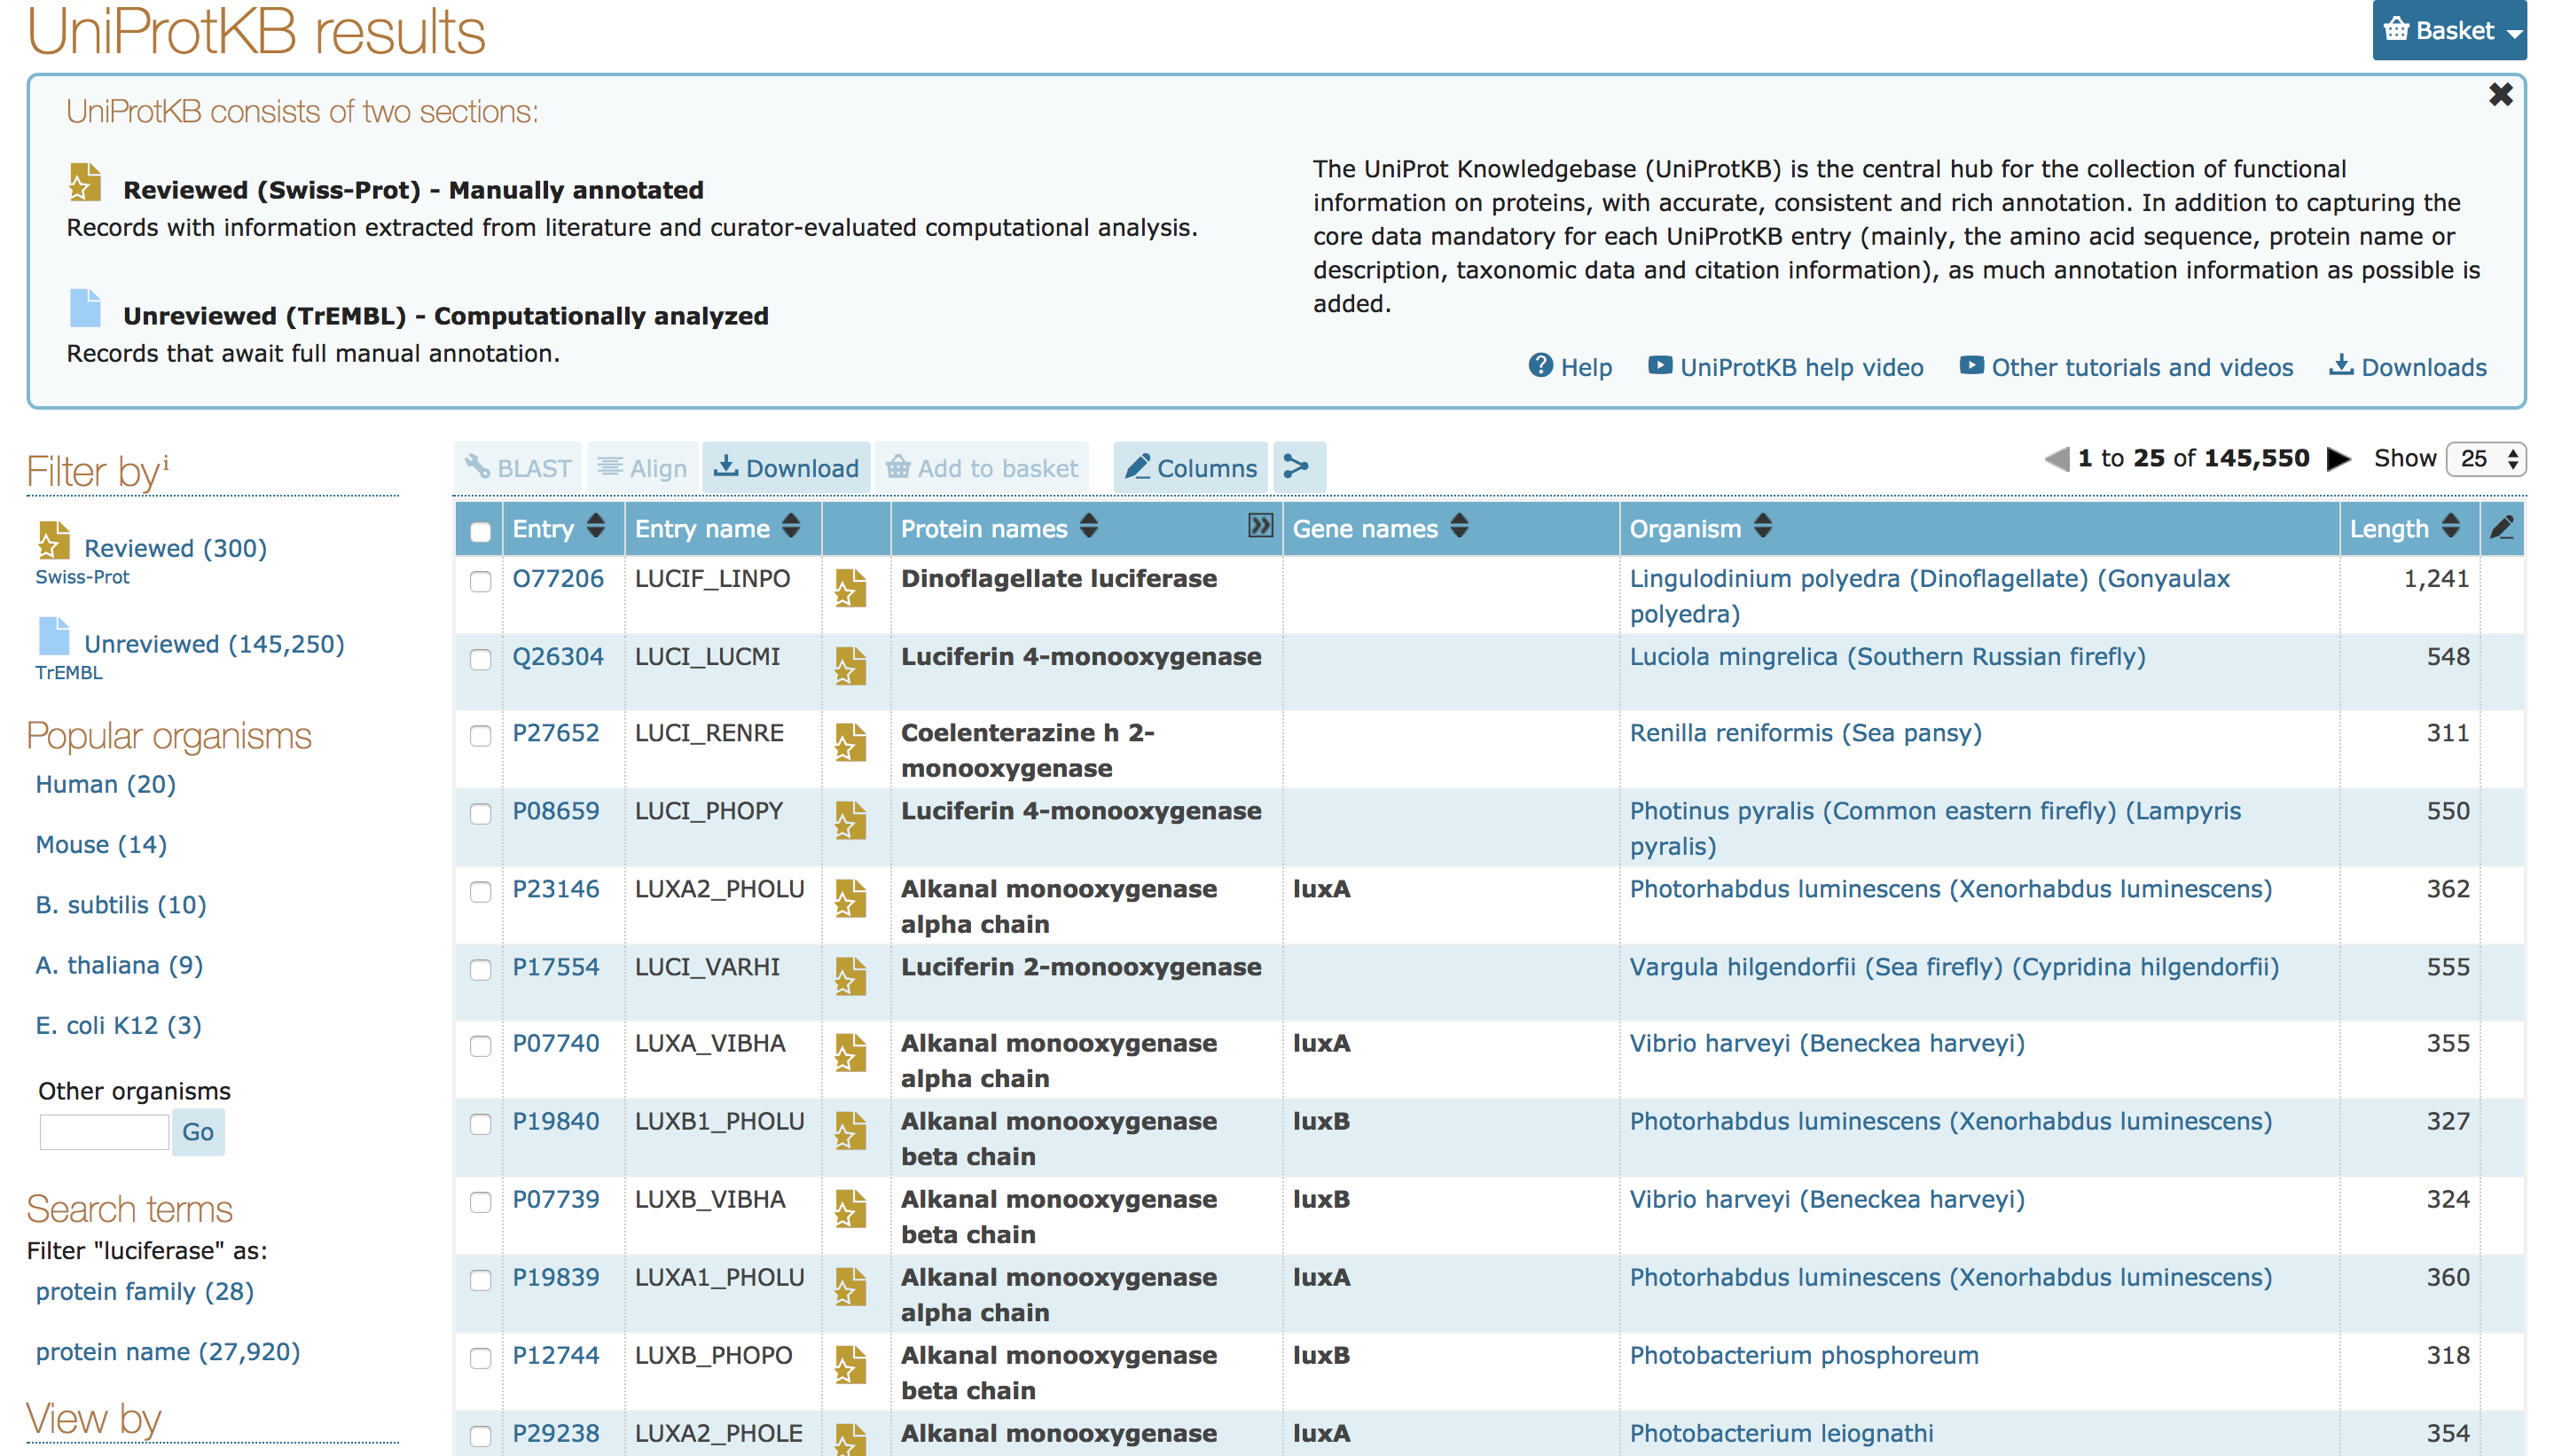 UniProtKB results
Basket
UniProtKB consists of two sections:
Reviewed (Swiss-Prot) - Manually annotated
Records with information extracted from literature and curator-evaluated computational analysis.
Unreviewed (TrEMBL) - Computationally analyzed
Records that await full manual annotation.
The UniProt Knowledgebase (UniProtKB) is the central hub for the collection of functional
information on proteins, with accurate, consistent and rich annotation. In addition to capturing the
core data mandatory for each UniProtKB entry (mainly, the amino acid sequence, protein name or
description, taxonomic data and citation information), as much annotation information as possible is
added.
Help UniProtKB help video Other tutorials and videos Downloads
Filter by i
Reviewed (300)
Swiss-Prot
Unreviewed (145,250)
TrEMBL
Popular organisms
Human (20)
Mouse (14)
B. subtilis (10)
A. thaliana (9)
E. coli K12 (3)
Other organisms
Go
Search terms
Filter "luciferase" as:
protein family (28)
protein name (27,920)
View by
BLAST Align Download Add to basket Columns
1 to 25 of 145,550 Show 25
Entry Entry name Protein names Gene names Organism Length
O77206 LUCIF_LINPO Dinoflagellate luciferase Lingulodinium polyedra (Dinoflagellate) (Gonyaulax 1,241
polyedra)
Q26304 LUCI_LUCMI Luciferin 4-monooxygenase Luciola mingrelica (Southern Russian firefly) 548
P27652 LUCI_RENRE Coelenterazine h 2- Renilla reniformis (Sea pansy) 311
monooxygenase
P08659 LUCI_PHOPY Luciferin 4-monooxygenase Photinus pyralis (Common eastern firefly) (Lampyris 550
pyralis)
P23146 LUXA2_PHOLU Alkanal monooxygenase luxA Photorhabdus luminescens (Xenorhabdus luminescens) 362
alpha chain
P17554 LUCI_VARHI Luciferin 2-monooxygenase Vargula hilgendorfii (Sea firefly) (Cypridina hilgendorfii) 555
P07740 LUXA_VIBHA Alkanal monooxygenase luxA Vibrio harveyi (Beneckea harveyi) 355
alpha chain
P19840 LUXB1_PHOLU Alkanal monooxygenase luxB Photorhabdus luminescens (Xenorhabdus luminescens) 327
beta chain
P07739 LUXB_VIBHA Alkanal monooxygenase luxB Vibrio harveyi (Beneckea harveyi) 324
beta chain
P19839 LUXA1_PHOLU Alkanal monooxygenase luxA Photorhabdus luminescens (Xenorhabdus luminescens) 360
alpha chain
P12744 LUXB_PHOPO Alkanal monooxygenase luxB Photobacterium phosphoreum 318
beta chain
P29238 LUXA2_PHOLE Alkanal monooxygenase luxA Photobacterium leiognathi 354